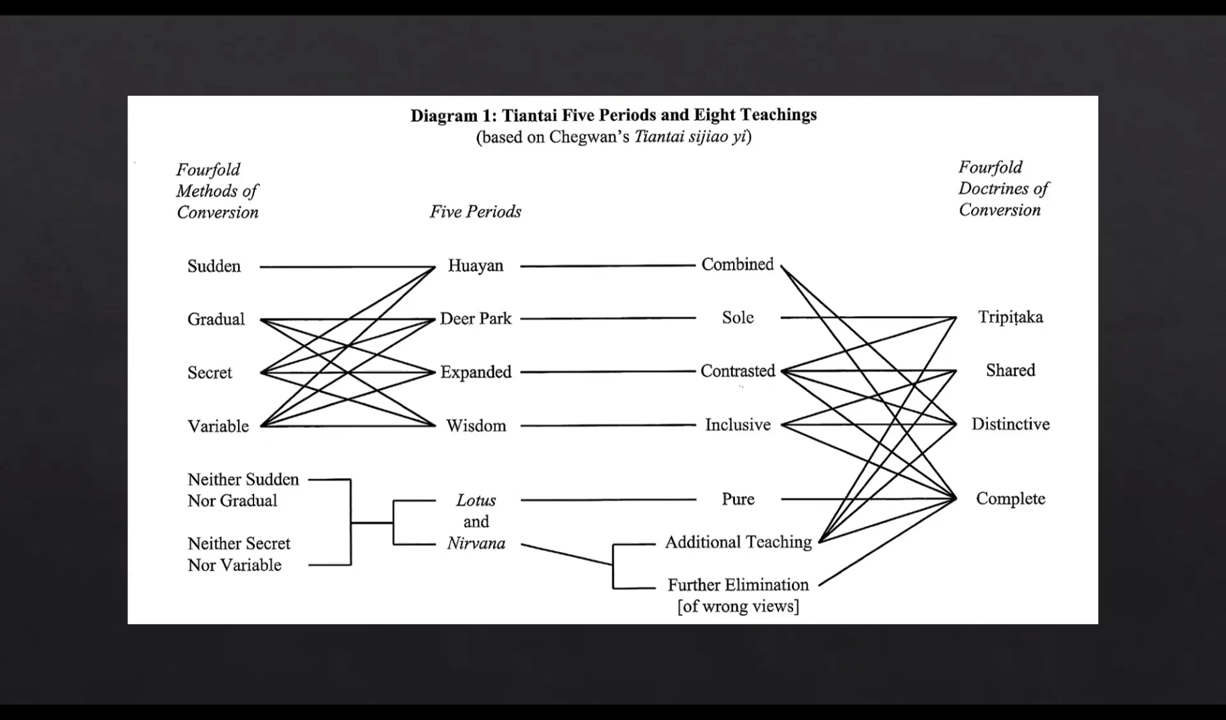 Diagram 1: Tiantai Five Periods and Eight Teachings
(based on Chegwan's Tiantai sijiao yi)
Fourfold
Methods of
Conversion
Five Periods
Fourfold
Doctrines of
Conversion
Sudden
Huayan
Combined
Gradual
Deer Park
Sole
Tripiṭaka
Secret
Expanded
Contrasted
Shared
Variable
Wisdom
Inclusive
Distinctive
Neither Sudden
Nor Gradual
Lotus
and
Nirvana
Pure
Complete
Neither Secret
Nor Variable
Additional Teaching
Further Elimination
[of wrong views]